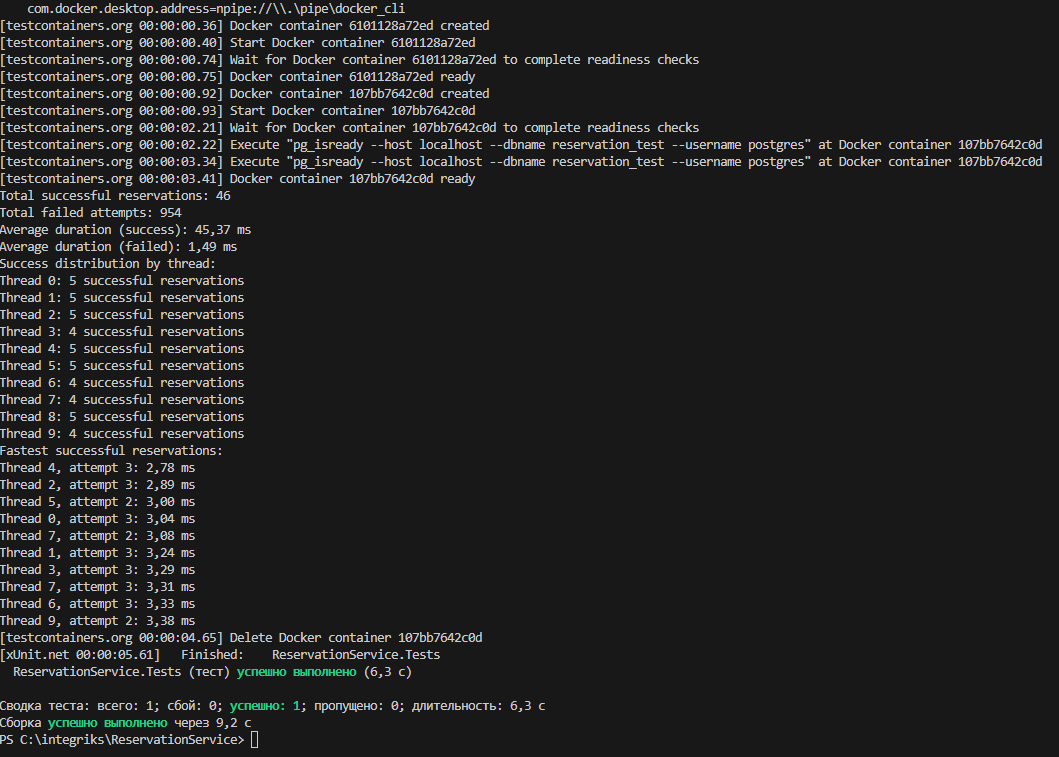 com.docker.desktop.address=npipe://\\.\pipe\docker_cli
[testcontainers.org 00:00:00.36] Docker container 6101128a72ed created
[testcontainers.org 00:00:00.40] Start Docker container 6101128a72ed
[testcontainers.org 00:00:00.74] Wait for Docker container 6101128a72ed to complete readiness checks
[testcontainers.org 00:00:00.75] Docker container 6101128a72ed ready
[testcontainers.org 00:00:00.92] Docker container 107bb7642c0d created
[testcontainers.org 00:00:00.93] Start Docker container 107bb7642c0d
[testcontainers.org 00:00:02.21] Wait for Docker container 107bb7642c0d to complete readiness checks
[testcontainers.org 00:00:02.22] Execute "pg_isready --host localhost --dbname reservation_test --username postgres" at Docker container 107bb7642c0d
[testcontainers.org 00:00:03.34] Execute "pg_isready --host localhost --dbname reservation_test --username postgres" at Docker container 107bb7642c0d
[testcontainers.org 00:00:03.41] Docker container 107bb7642c0d ready
Total successful reservations: 46
Total failed attempts: 954
Average duration (success): 45,37 ms
Average duration (failed): 1,49 ms
Success distribution by thread:
Thread 0: 5 successful reservations
Thread 1: 5 successful reservations
Thread 2: 5 successful reservations
Thread 3: 4 successful reservations
Thread 4: 5 successful reservations
Thread 5: 5 successful reservations
Thread 6: 4 successful reservations
Thread 7: 4 successful reservations
Thread 8: 5 successful reservations
Thread 9: 4 successful reservations
Fastest successful reservations:
Thread 4, attempt 3: 2,78 ms
Thread 2, attempt 3: 2,89 ms
Thread 5, attempt 2: 3,00 ms
Thread 0, attempt 3: 3,04 ms
Thread 7, attempt 2: 3,08 ms
Thread 1, attempt 3: 3,24 ms
Thread 3, attempt 3: 3,29 ms
Thread 7, attempt 3: 3,31 ms
Thread 6, attempt 3: 3,33 ms
Thread 9, attempt 2: 3,38 ms
[testcontainers.org 00:00:04.65] Delete Docker container 107bb7642c0d
[xUnit.net 00:00:05.61]   Finished:    ReservationService.Tests
ReservationService.Tests (тест) успешно выполнено (6,3 с)
Сводка теста: всего: 1; сбой: 0; успешно: 1; пропущено: 0; длительность: 6,3 с
Сборка успешно выполнено через 9,2 с
PS C:\integriks\ReservationService>